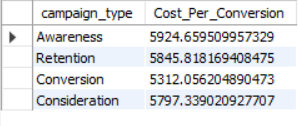 campaign_type Cost_Per_Conversion
Awareness 5924.659509957329
Retention 5845.818169408475
Conversion 5312.056204890473
Consideration 5797.339020927707